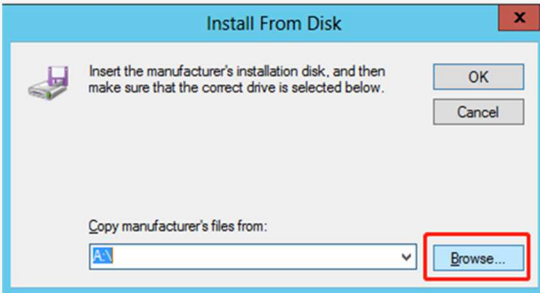 Install From Disk
x
Insert the manufacturer's installation disk, and then
make sure that the correct drive is selected below.
OK
Cancel
Copy manufacturer's files from:
A:\
Browse...